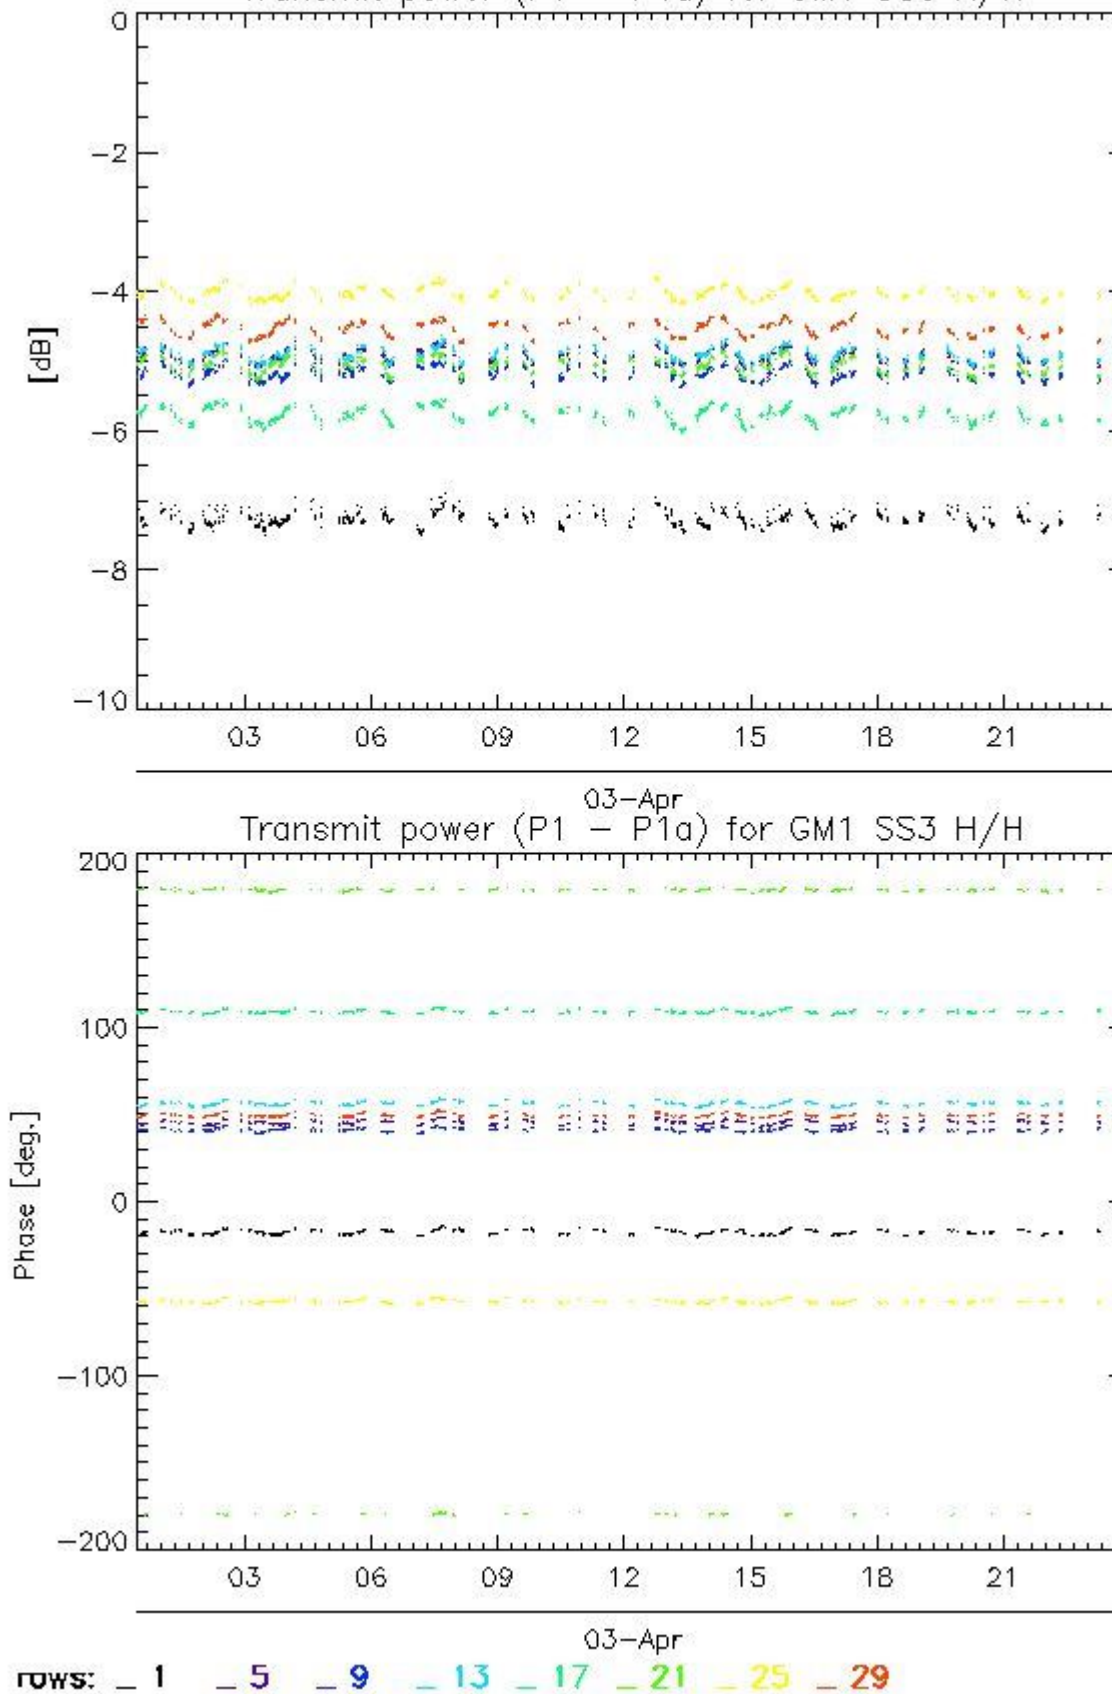 0
-2
-4
[dB]
-6
-8
-10
03 06 09 12 15 18 21
03-Apr
Transmit power (P1 - P1a) for GM1 SS3 H/H
200
100
0
Phase [deg.]
-100
-200
03 06 09 12 15 18 21
03-Apr
rows: _ 1 _ 5 _ 9 _ 13 _ 17 _ 21 _ 25 _ 29